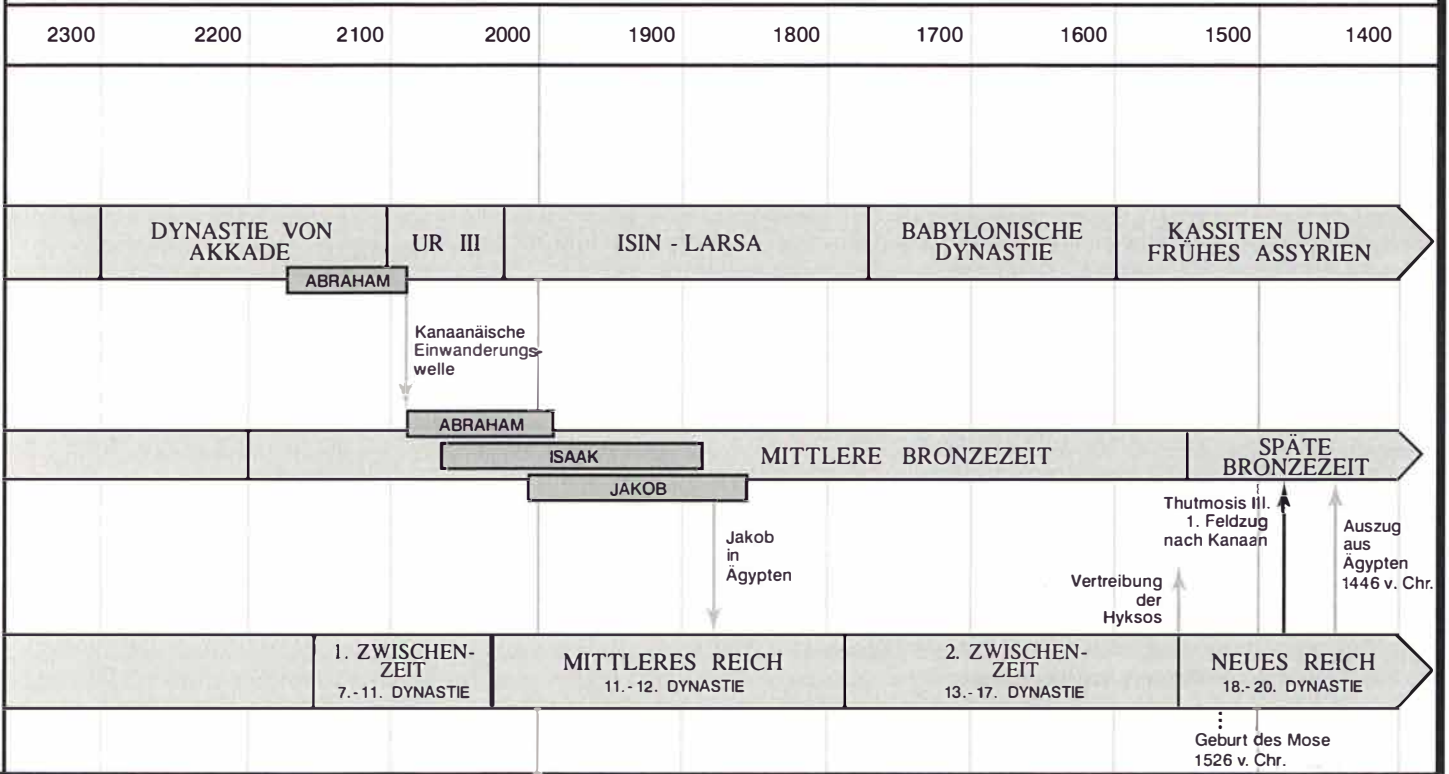 2300 2200 2100 2000 1900 1800 1700 1600 1500 1400
DYNASTIE VON
AKKADE
UR III
ISIN - LARSA
BABYLONISCHE
DYNASTIE
KASSITEN UND
FRÜHES ASSYRIEN
ABRAHAM
Kanaanäische
Einwanderungs-
welle
ABRAHAM
ISAAK
JAKOB
MITTLERE BRONZEZEIT
SPÄTE
BRONZEZEIT
Jakob
in
Ägypten
Vertreibung
der
Hyksos
Thutmosis III.
1. Feldzug
nach Kanaan
Auszug
aus
Ägypten
1446 v. Chr.
1. ZWISCHEN-
ZEIT
7.-11. DYNASTIE
MITTLERES REICH
11.-12. DYNASTIE
2. ZWISCHEN-
ZEIT
13.-17. DYNASTIE
NEUES REICH
18.-20. DYNASTIE
Geburt des Mose
1526 v. Chr.